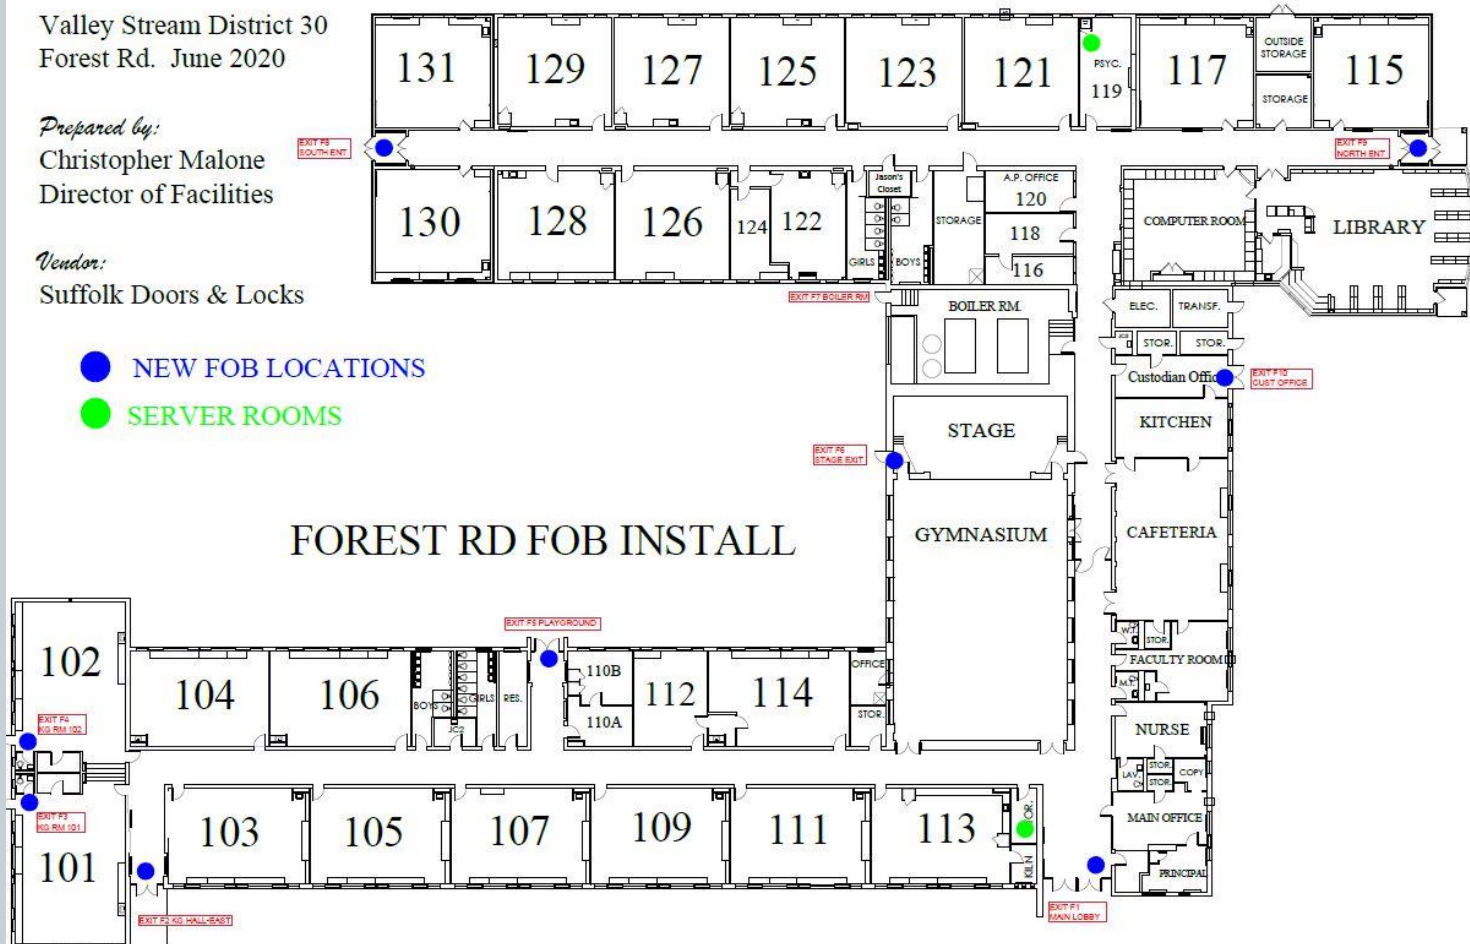 Valley Stream District 30
Forest Rd. June 2020
Prepared by:
Christopher Malone
Director of Facilities
Vendor:
Suffolk Doors & Locks
NEW FOB LOCATIONS
SERVER ROOMS
FOREST RD FOB INSTALL
131
129
127
125
123
121
PSYC.
119
117
OUTSIDE
STORAGE
STORAGE
115
EXIT F8
SOUTH ENT
EXIT F9
NORTH ENT
130
128
126
124
122
Jason's
Closet
GIRLS
BOYS
STORAGE
A.P. OFFICE
120
118
116
COMPUTER ROOM
LIBRARY
EXIT F7 BOILER RM
BOILER RM.
ELEC.
TRANSF.
STOR.
STOR.
Custodian Offic
EXIT F10
CUST OFFICE
KITCHEN
STAGE
EXIT F6
STAGE EXIT
GYMNASIUM
CAFETERIA
W.T.
STOR.
FACULTY ROOM
M.T.
EXIT F5 PLAYGROUND
102
104
106
BOYS
GIRLS
JC2
RES.
110B
110A
112
114
OFFICE
STOR.
NURSE
LAV.
STOR.
STOR.
COPY
MAIN OFFICE
PRINCIPAL
EXIT F4
KG RM 102
EXIT F3
KG RM 101
101
103
105
107
109
111
113
OR.
KILN
EXIT F2 KG HALL-EAST
EXIT F1
MAIN LOBBY